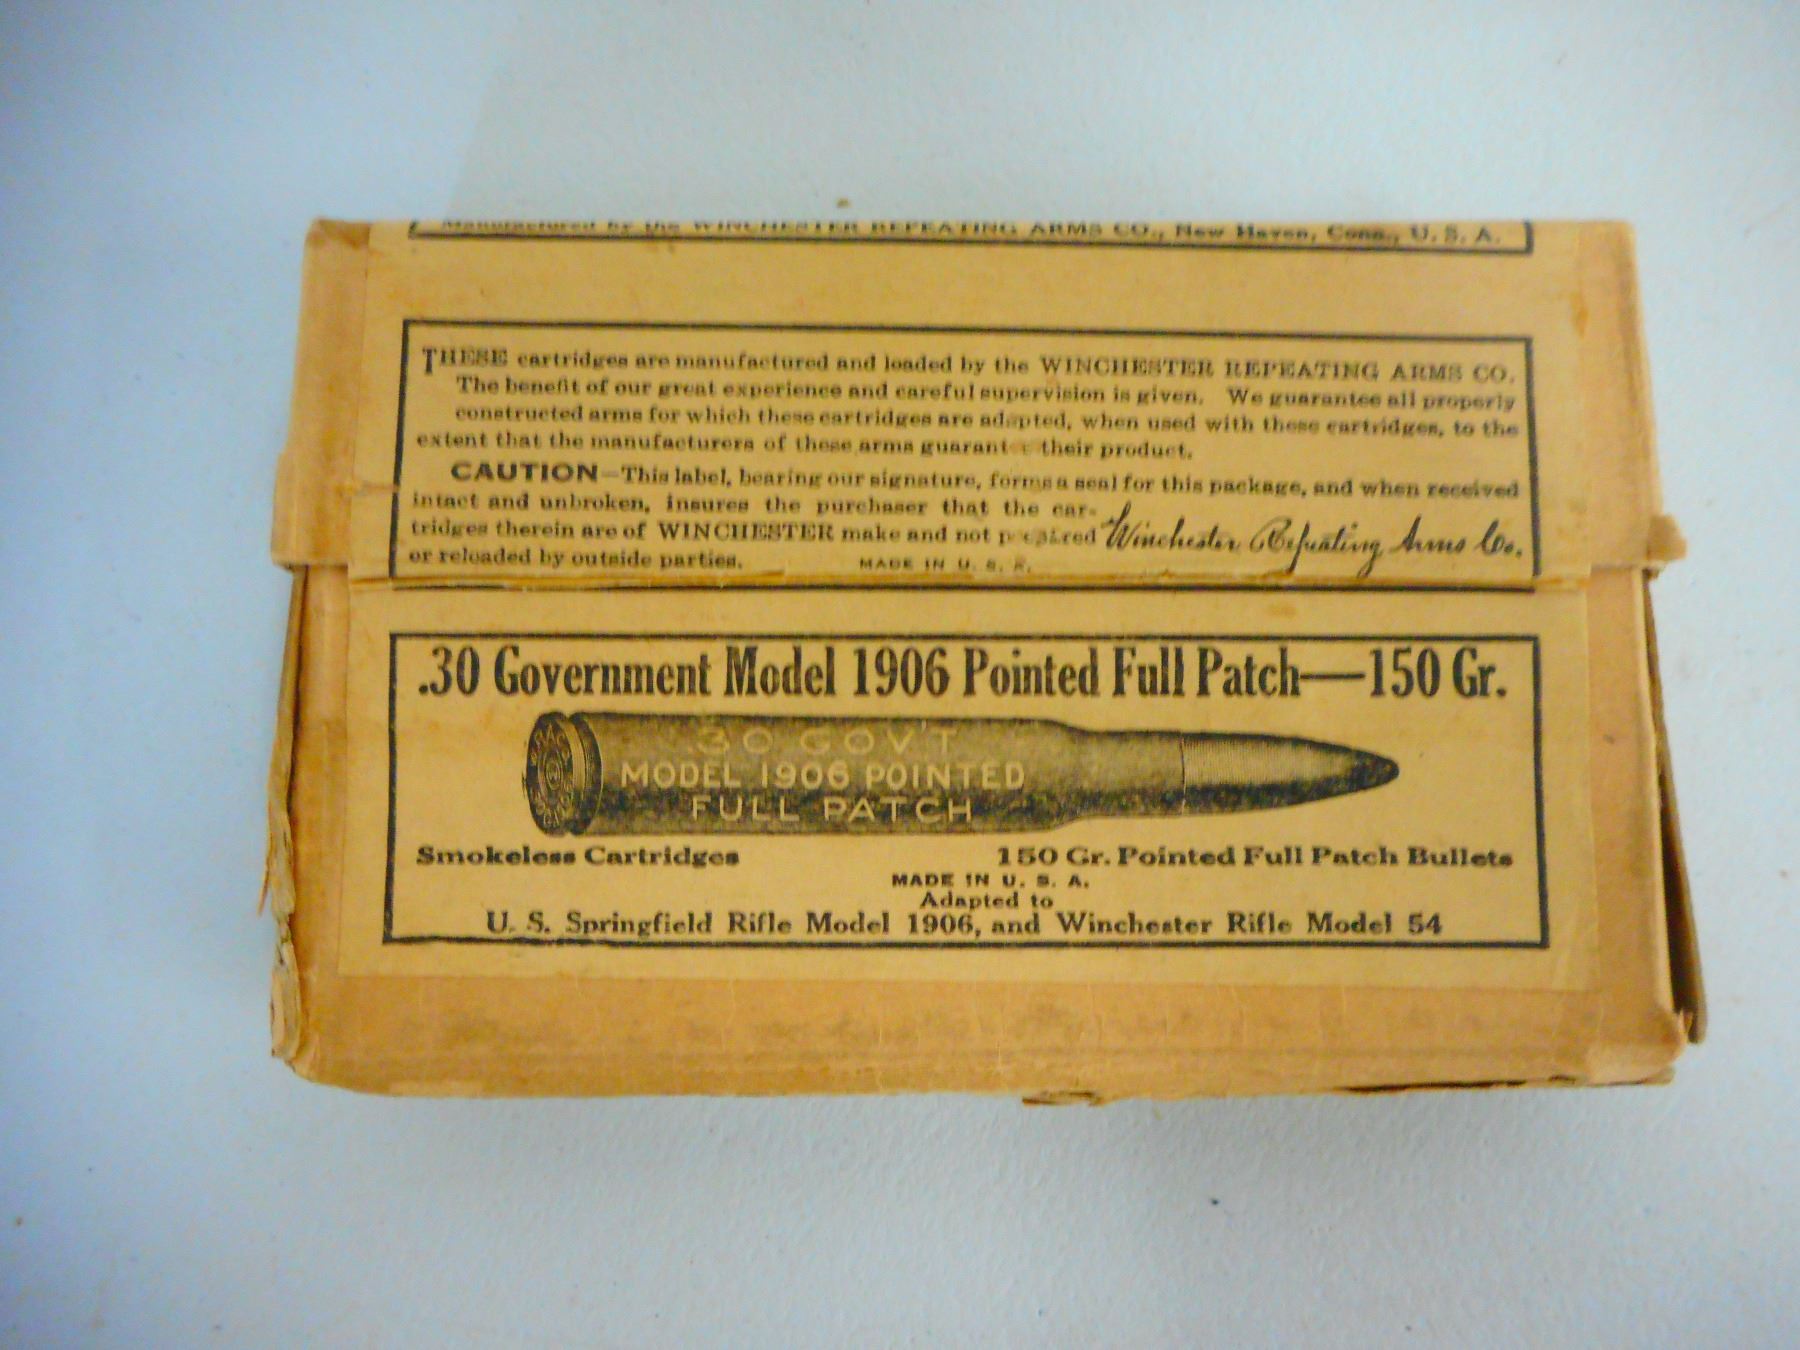 Manufactured by the WINCHESTER REPEATING ARMS CO., New Haven, Conn., U. S. A.
THESE cartridges are manufactured and loaded by the WINCHESTER REPEATING ARMS CO.
The benefit of our great experience and careful supervision is given. We guarantee all properly
constructed arms for which these cartridges are adapted, when used with these cartridges, to the
extent that the manufacturers of these arms guarant e their product.
CAUTION—This label, bearing our signature, forms a seal for this package, and when received
intact and unbroken, insures the purchaser that the car-
tridges therein are of WINCHESTER make and not prepared
or reloaded by outside parties.
Winchester Repeating Arms Co.
MADE IN U. S. A.
.30 Government Model 1906 Pointed Full Patch—150 Gr.
30 GOV'T
MODEL 1906 POINTED
FULL PATCH
Smokeless Cartridges
150 Gr. Pointed Full Patch Bullets
MADE IN U. S. A.
Adapted to
U. S. Springfield Rifle Model 1906, and Winchester Rifle Model 54